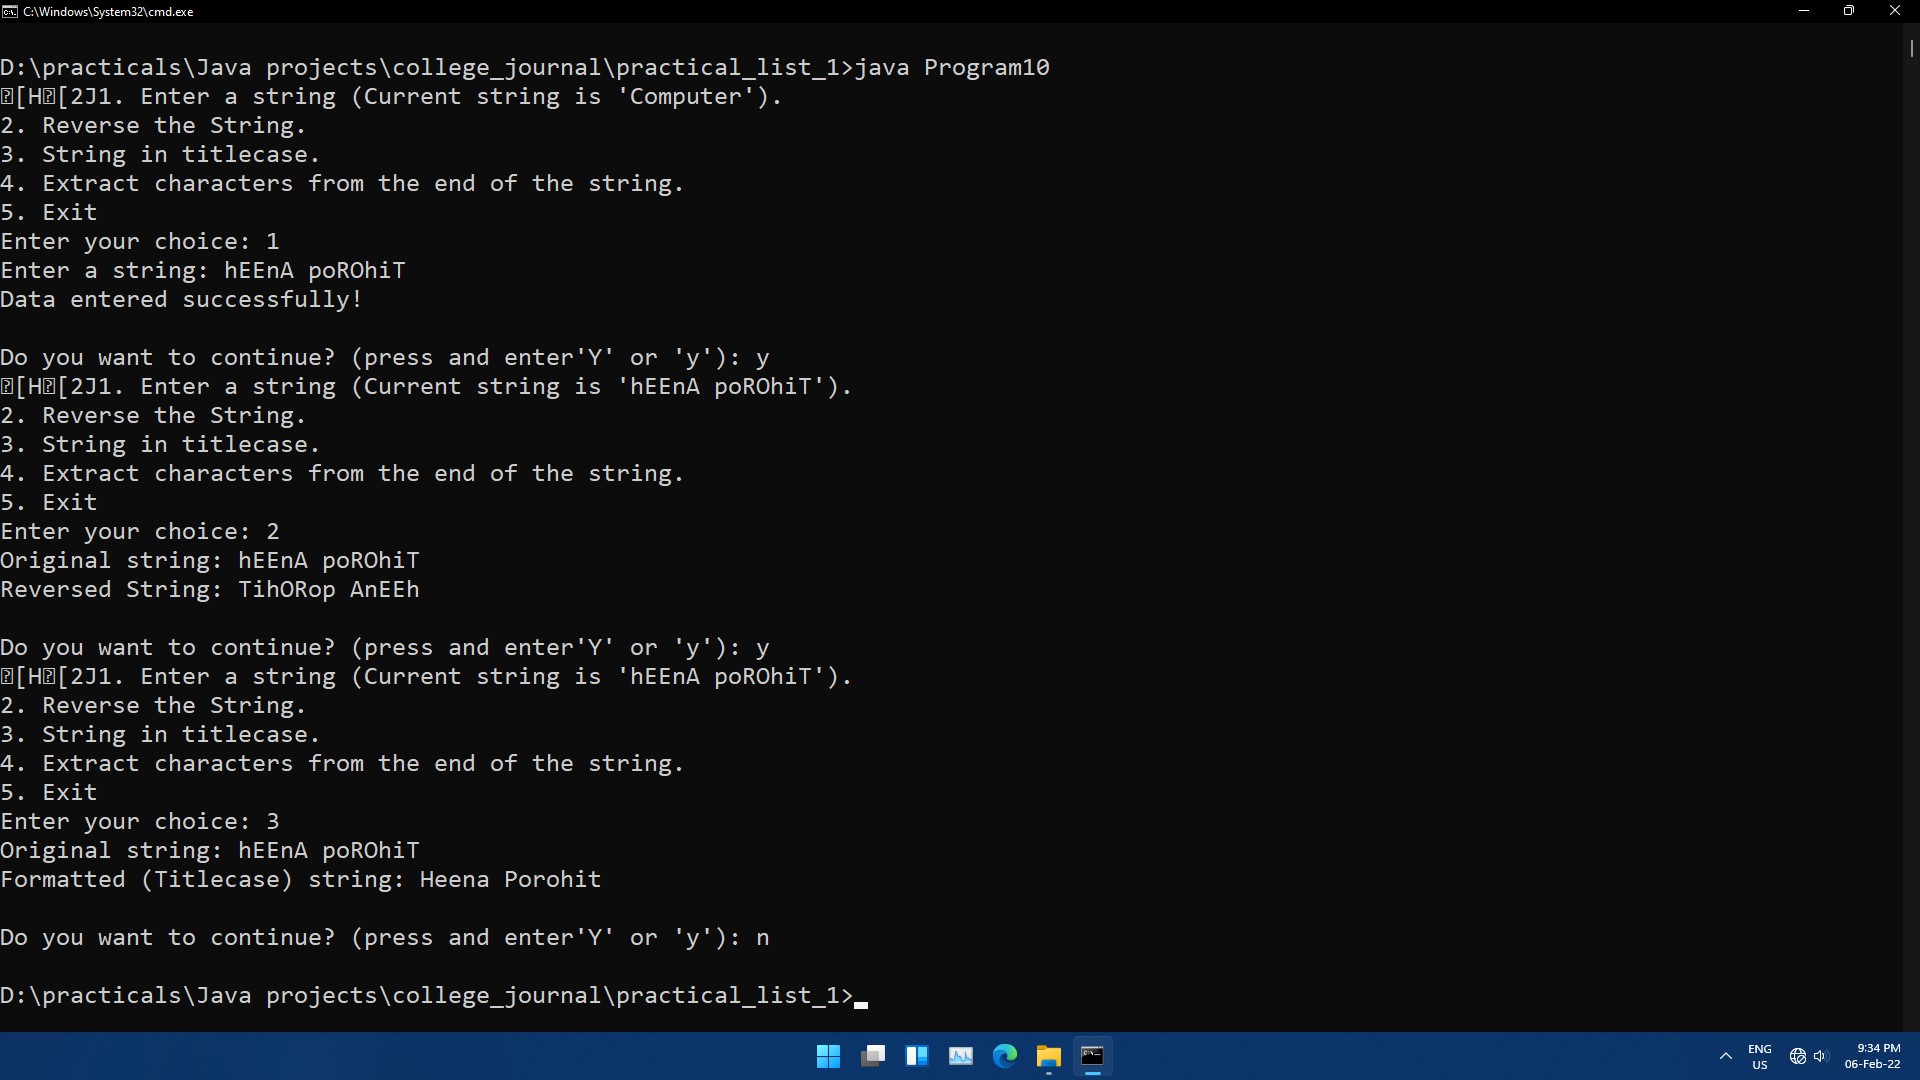 C:\Windows\System32\cmd.exe
D:\practicals\Java projects\college_journal\practical_list_1>java Program10
[H[2J1. Enter a string (Current string is 'Computer').
2. Reverse the String.
3. String in titlecase.
4. Extract characters from the end of the string.
5. Exit
Enter your choice: 1
Enter a string: hEEnA poROhiT
Data entered successfully!
Do you want to continue? (press and enter'Y' or 'y'): y
[H[2J1. Enter a string (Current string is 'hEEnA poROhiT').
2. Reverse the String.
3. String in titlecase.
4. Extract characters from the end of the string.
5. Exit
Enter your choice: 2
Original string: hEEnA poROhiT
Reversed String: TihORop AnEEh
Do you want to continue? (press and enter'Y' or 'y'): y
[H[2J1. Enter a string (Current string is 'hEEnA poROhiT').
2. Reverse the String.
3. String in titlecase.
4. Extract characters from the end of the string.
5. Exit
Enter your choice: 3
Original string: hEEnA poROhiT
Formatted (Titlecase) string: Heena Porohit
Do you want to continue? (press and enter'Y' or 'y'): n
D:\practicals\Java projects\college_journal\practical_list_1>
ENG
US
9:34 PM
06-Feb-22